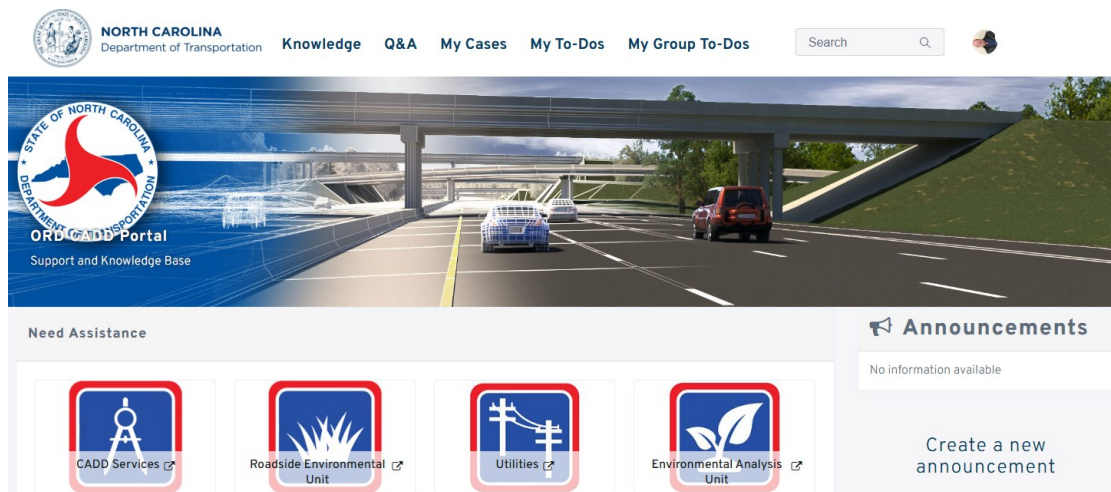 NORTH CAROLINA
Department of Transportation
Knowledge
Q&A
My Cases
My To-Dos
My Group To-Dos
Search
STATE OF NORTH CAROLINA
DEPARTMENT OF TRANSPORTATION
ORD CADD Portal
Support and Knowledge Base
Need Assistance
CADD Services
Roadside Environmental
Unit
Utilities
Environmental Analysis
Unit
Announcements
No information available
Create a new
announcement